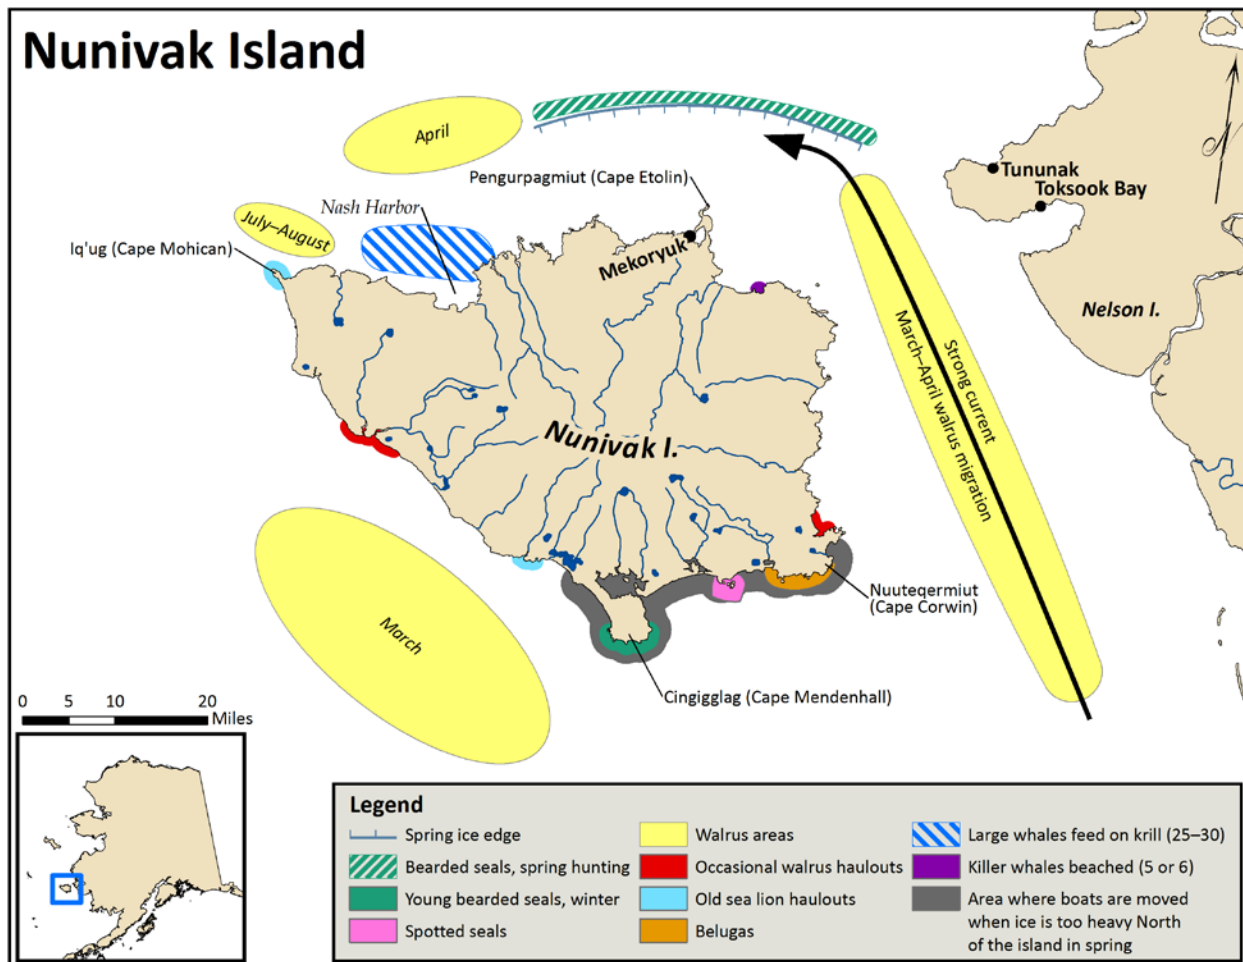 Nunivak Island
April
Pengurpagmiut (Cape Etolin)
Tununak
Toksook Bay
Nash Harbor
July–August
Iq'ug (Cape Mohican)
Mekoryuk
Nelson I.
Strong current
March–April walrus migration
Nunivak I.
Nuuteqermiut
(Cape Corwin)
March
Cingigglag (Cape Mendenhall)
0 5 10 20
Miles
N
Legend
Spring ice edge
Bearded seals, spring hunting
Young bearded seals, winter
Spotted seals
Walrus areas
Occasional walrus haulouts
Old sea lion haulouts
Belugas
Large whales feed on krill (25–30)
Killer whales beached (5 or 6)
Area where boats are moved
when ice is too heavy North
of the island in spring